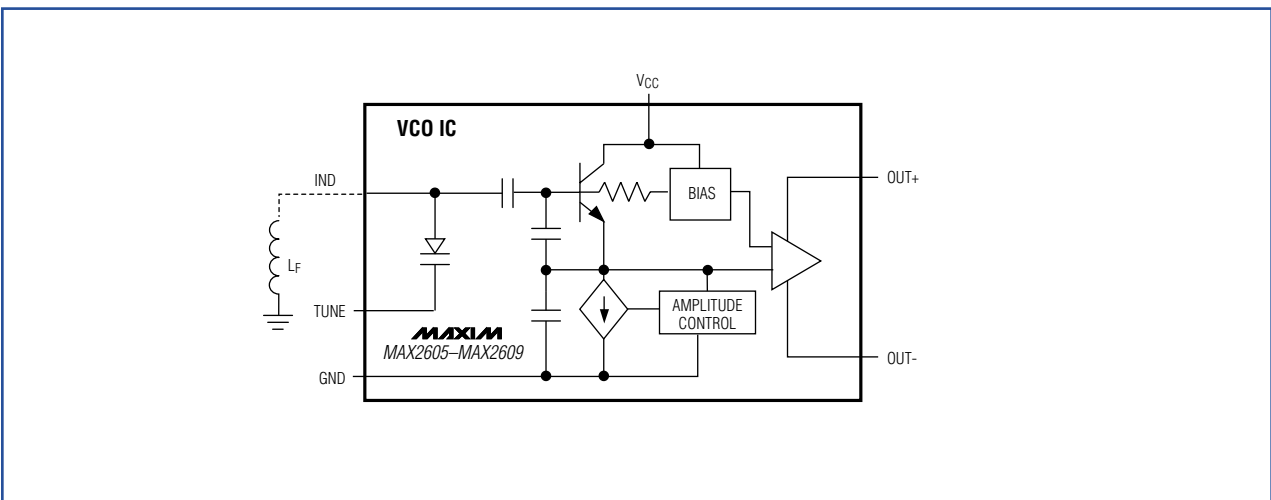 VCC
VCO IC
IND
BIAS
OUT+
LF
TUNE
AMPLITUDE
CONTROL
MAXIM
MAX2605–MAX2609
OUT-
GND